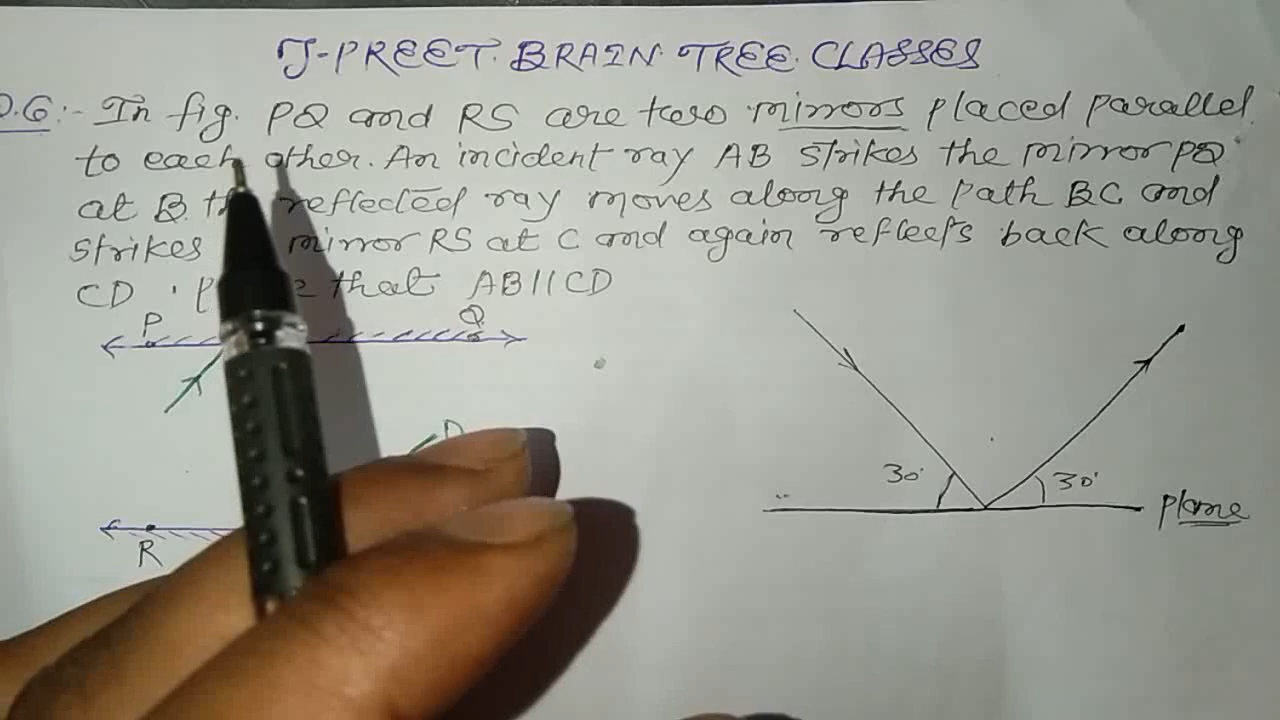 J-PREET. BRAIN TREE. CLASSES
Q.6:- In fig. PQ and RS are two mirrors placed parallel
to each other. An incident ray AB strikes the mirror PQ
at B. reflected ray moves along the path BC and
strikes mirror RS at C and again reflects back along
CD. that AB||CD
P
Q
D
R
30°
30°
plane